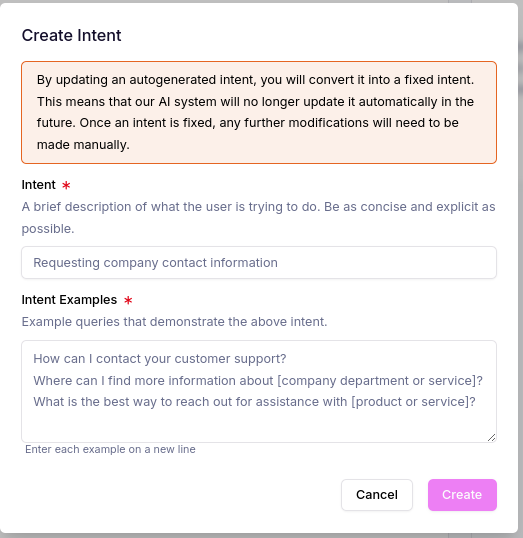 Create Intent
By updating an autogenerated intent, you will convert it into a fixed intent.
This means that our AI system will no longer update it automatically in the
future. Once an intent is fixed, any further modifications will need to be
made manually.
Intent *
A brief description of what the user is trying to do. Be as concise and explicit as
possible.
Requesting company contact information
Intent Examples *
Example queries that demonstrate the above intent.
How can I contact your customer support?
Where can I find more information about [company department or service]?
What is the best way to reach out for assistance with [product or service]?
Enter each example on a new line
Cancel
Create